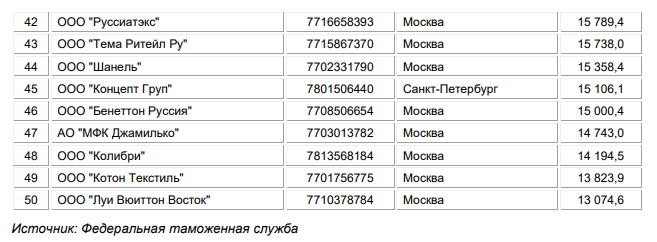 42 ООО "Руссиатэкс" 7716658393 Москва 15 789,4
43 ООО "Тема Ритейл Ру" 7715867370 Москва 15 738,0
44 ООО "Шанель" 7702331790 Москва 15 358,4
45 ООО "Концепт Груп" 7801506440 Санкт-Петербург 15 106,1
46 ООО "Бенеттон Руссия" 7708506654 Москва 15 000,4
47 АО "МФК Джамилько" 7703013782 Москва 14 743,0
48 ООО "Колибри" 7813568184 Москва 14 194,5
49 ООО "Котон Текстиль" 7701756775 Москва 13 823,9
50 ООО "Луи Вюиттон Восток" 7710378784 Москва 13 074,6
Источник: Федеральная таможенная служба